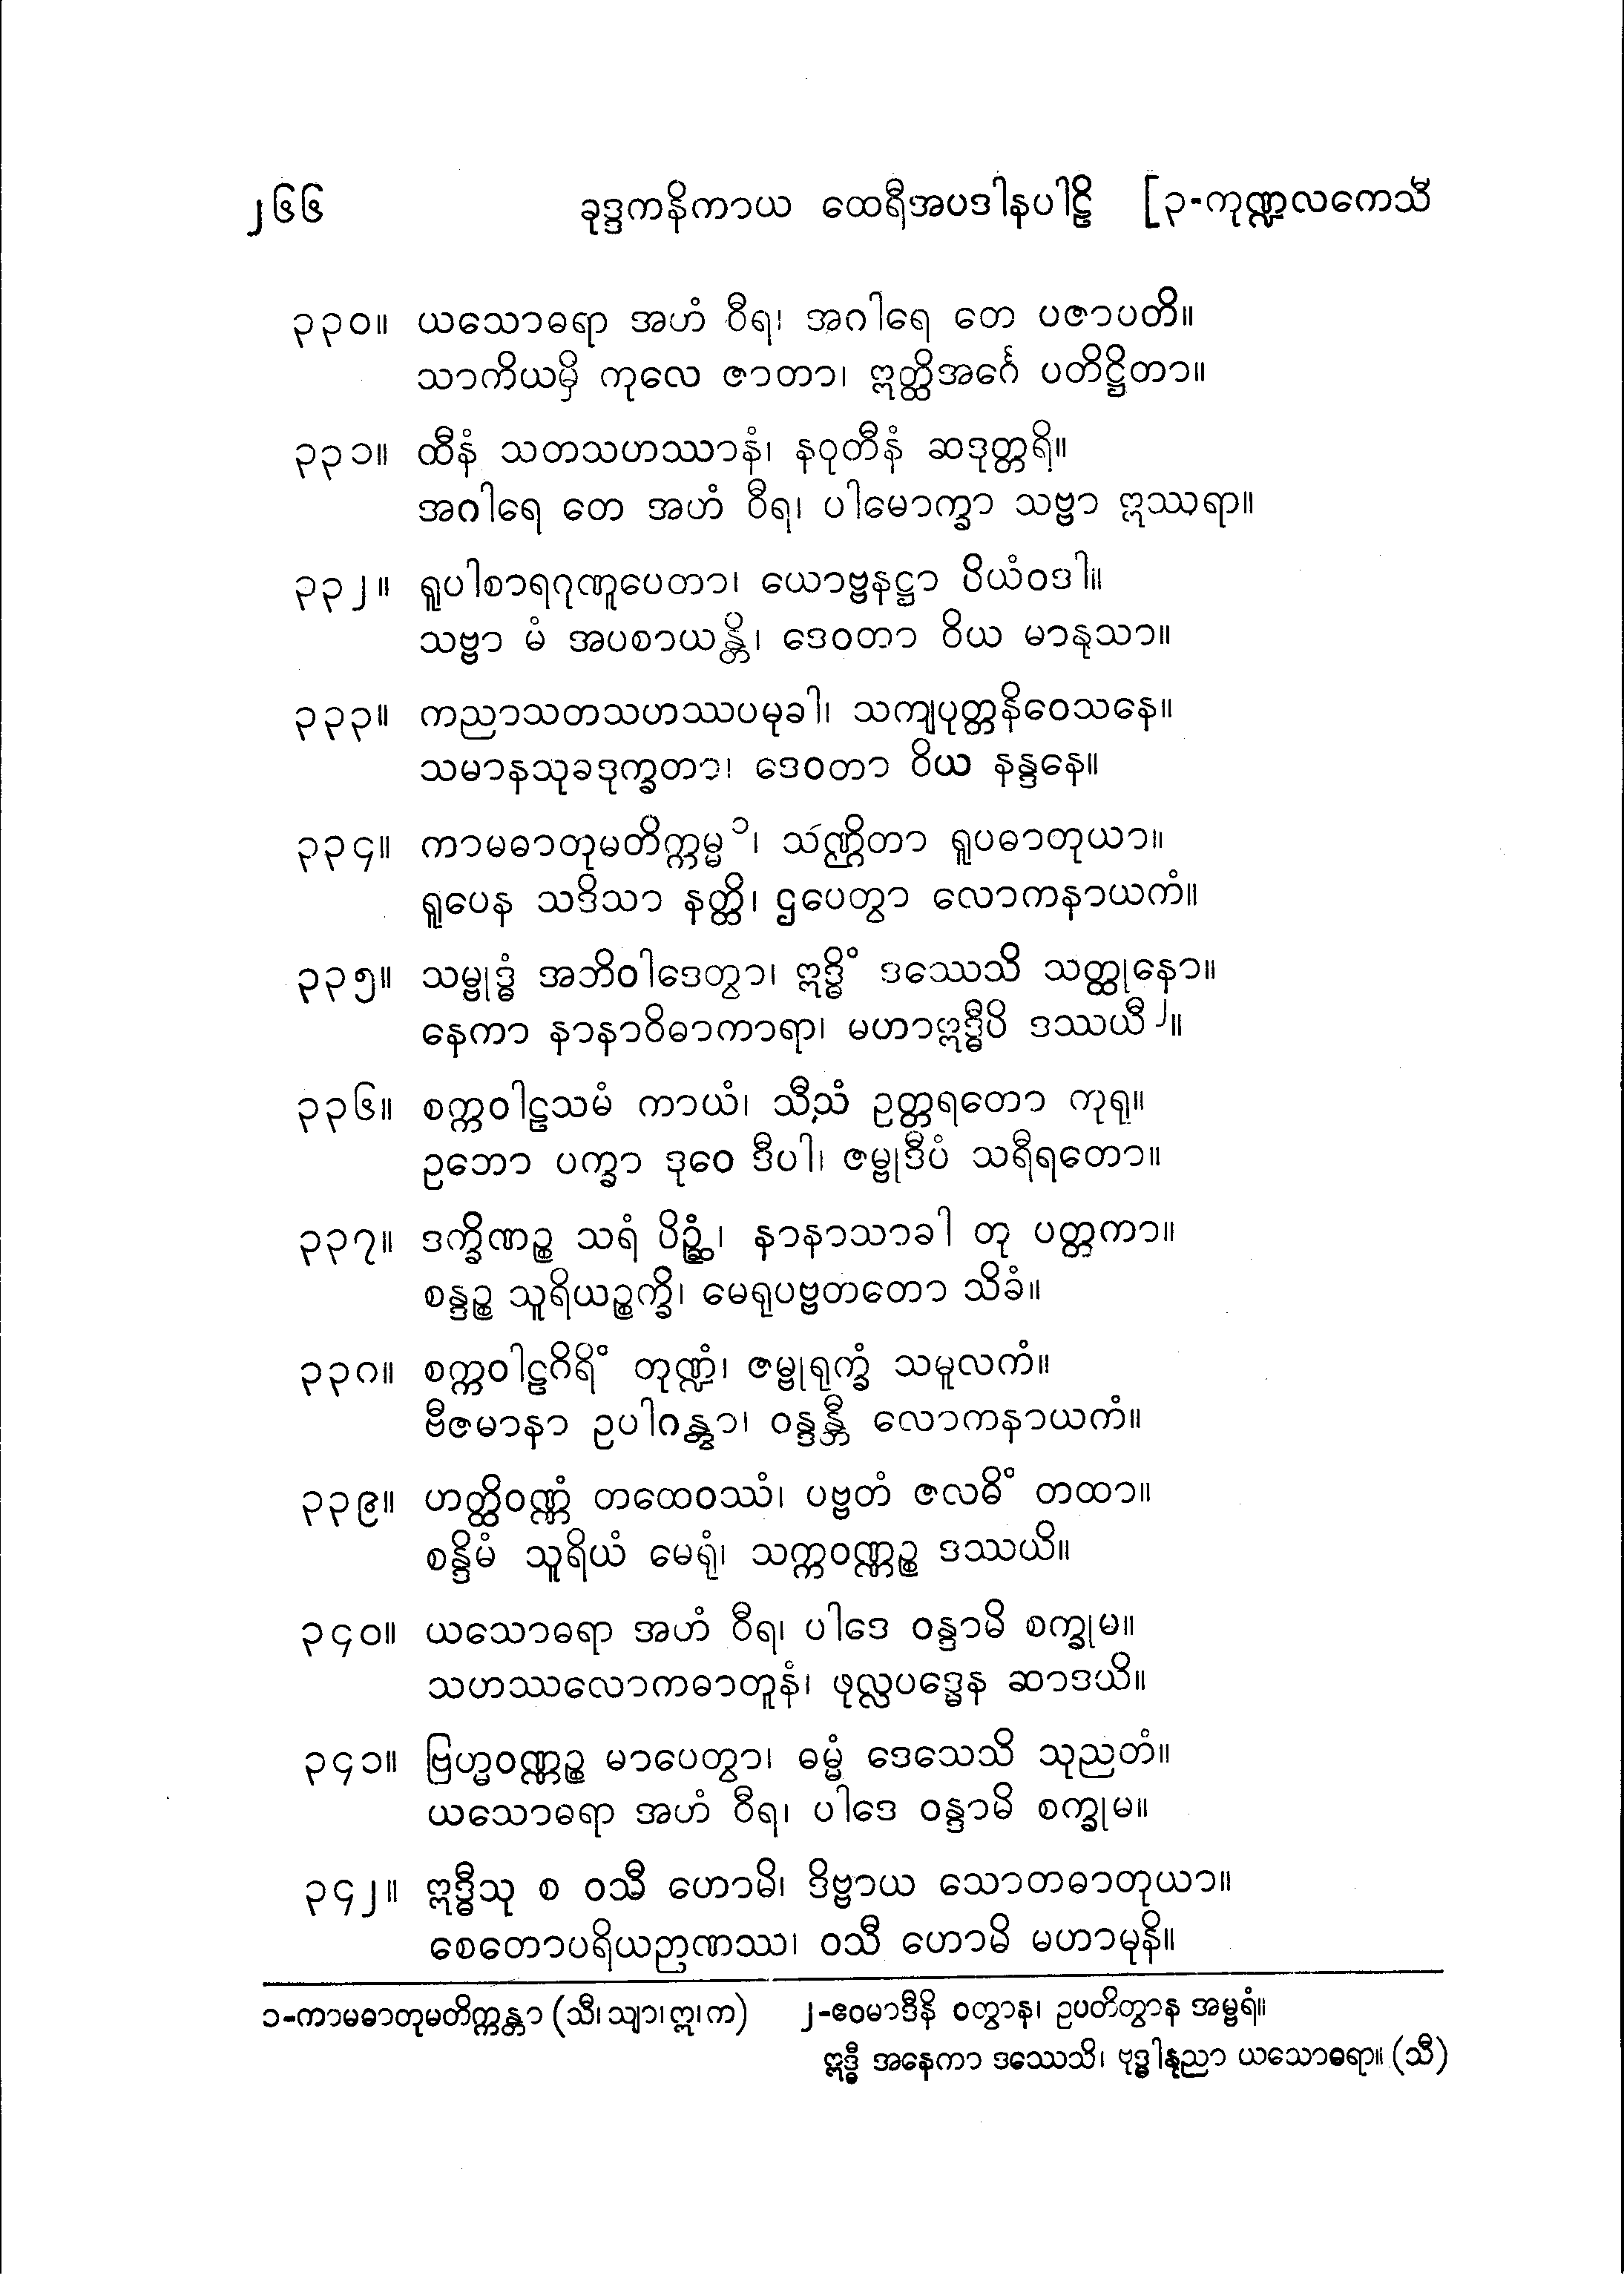 ၂၆၆ ခုဒ္ဒကနိကာယ ထေရီအပဒါနပါဠိ [၃-ကုဏ္ဍလကေသီ
၃၃၀။ ယသောဓရာ အဟံ ဝီရ၊ အဂါရေ တေ ပဇာပတိ။
သာကိယမှိ ကုလေ ဇာတာ၊ ဣတ္ထိအင်္ဂေ ပတိဋ္ဌိတာ။
၃၃၁။ ထီနံ သတသဟဿာနံ၊ နဝုတီနံ ဆဒုတ္တရိ။
အဂါရေ တေ အဟံ ဝီရ၊ ပါမောက္ခာ သဗ္ဗာ ဣဿရာ။
၃၃၂။ ရူပါစာရဂုဏူပေတာ၊ ယောဗ္ဗနဋ္ဌာ ပိယံဝဒါ။
သဗ္ဗာ မံ အပစာယန္တိ၊ ဒေဝတာ ဝိယ မာနုသာ။
၃၃၃။ ကညာသတသဟဿပမုခါ၊ သကျပုတ္တနိဝေသနေ။
သမာနသုခဒုက္ခတာ၊ ဒေဝတာ ဝိယ နန္ဒနေ။
၃၃၄။ ကာမဓာတုမတိက္ကမ္မ ၁၊ သဏ္ဌိတာ ရူပဓာတုယာ။
ရူပေန သဒိသာ နတ္ထိ၊ ဌပေတွာ လောကနာယကံ။
၃၃၅။ သမ္ဗုဒ္ဓံ အဘိဝါဒေတွာ၊ ဣဒ္ဓိံ ဒဿေသိ သတ္ထုနော။
နေကာ နာနာဝိဓာကာရာ၊ မဟာဣဒ္ဓီပိ ဒဿယီ ၂။
၃၃၆။ စက္ကဝါဠသမံ ကာယံ၊ သီသံ ဥတ္တရတော ကုရု။
ဥဘော ပက္ခာ ဒုဝေ ဒီပါ၊ ဇမ္ဗုဒီပံ သရီရတော။
၃၃၇။ ဒက္ခိဏဉ္စ သရံ ပိဉ္ဆံ၊ နာနာသာခါ တု ပတ္တကာ။
စန္ဒဉ္စ သူရိယဉ္စက္ခိ၊ မေရုပဗ္ဗတတော သိခံ။
၃၃၈။ စက္ကဝါဠဂိရိံ တုဏ္ဍံ၊ ဇမ္ဗုရုက္ခံ သမူလကံ။
ဗီဇမာနာ ဥပါဂန္တွာ၊ ဝန္ဒန္တီ လောကနာယကံ။
၃၃၉။ ဟတ္ထိဝဏ္ဏံ တထေဝဿံ၊ ပဗ္ဗတံ ဇလဓိံ တထာ။
စန္ဒိမံ သူရိယံ မေရုံ၊ သက္ကဝဏ္ဏဉ္စ ဒဿယိ။
၃၄၀။ ယသောဓရာ အဟံ ဝီရ၊ ပါဒေ ဝန္ဒာမိ စက္ခုမ။
သဟဿလောကဓာတူနံ၊ ဖုလ္လပဒ္မေန ဆာဒယိ။
၃၄၁။ ဗြဟ္မဝဏ္ဏဉ္စ မာပေတွာ၊ ဓမ္မံ ဒေသေသိ သုညတံ။
ယသောဓရာ အဟံ ဝီရ၊ ပါဒေ ဝန္ဒာမိ စက္ခုမ။
၃၄၂။ ဣဒ္ဓီသု စ ဝသီ ဟောမိ၊ ဒိဗ္ဗာယ သောတဓာတုယာ။
စေတောပရိယဉာဏဿ၊ ဝသီ ဟောမိ မဟာမုနိ။
၁-ကာမဓာတုမတိက္ကန္တာ (သီ၊ သျာ၊ ဣ၊ က) ၂-ဧဝမာဒီနိ ဝတွာန၊ ဥပတိတွာန အမ္ဗရံ။
ဣဒ္ဓီ အနေကာ ဒဿေသိ၊ ဗုဒ္ဓါနုညာ ယသောဓရာ။ (သီ)